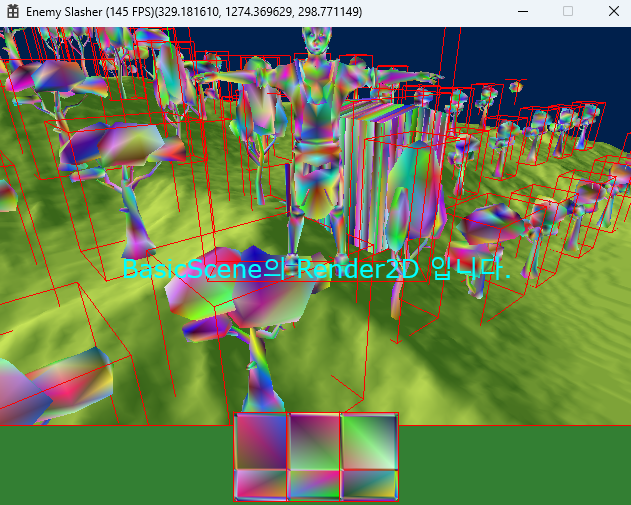 Enemy Slasher (145 FPS)(329.181610, 1274.369629, 298.771149)
BasicScene의 Render2D 입니다.